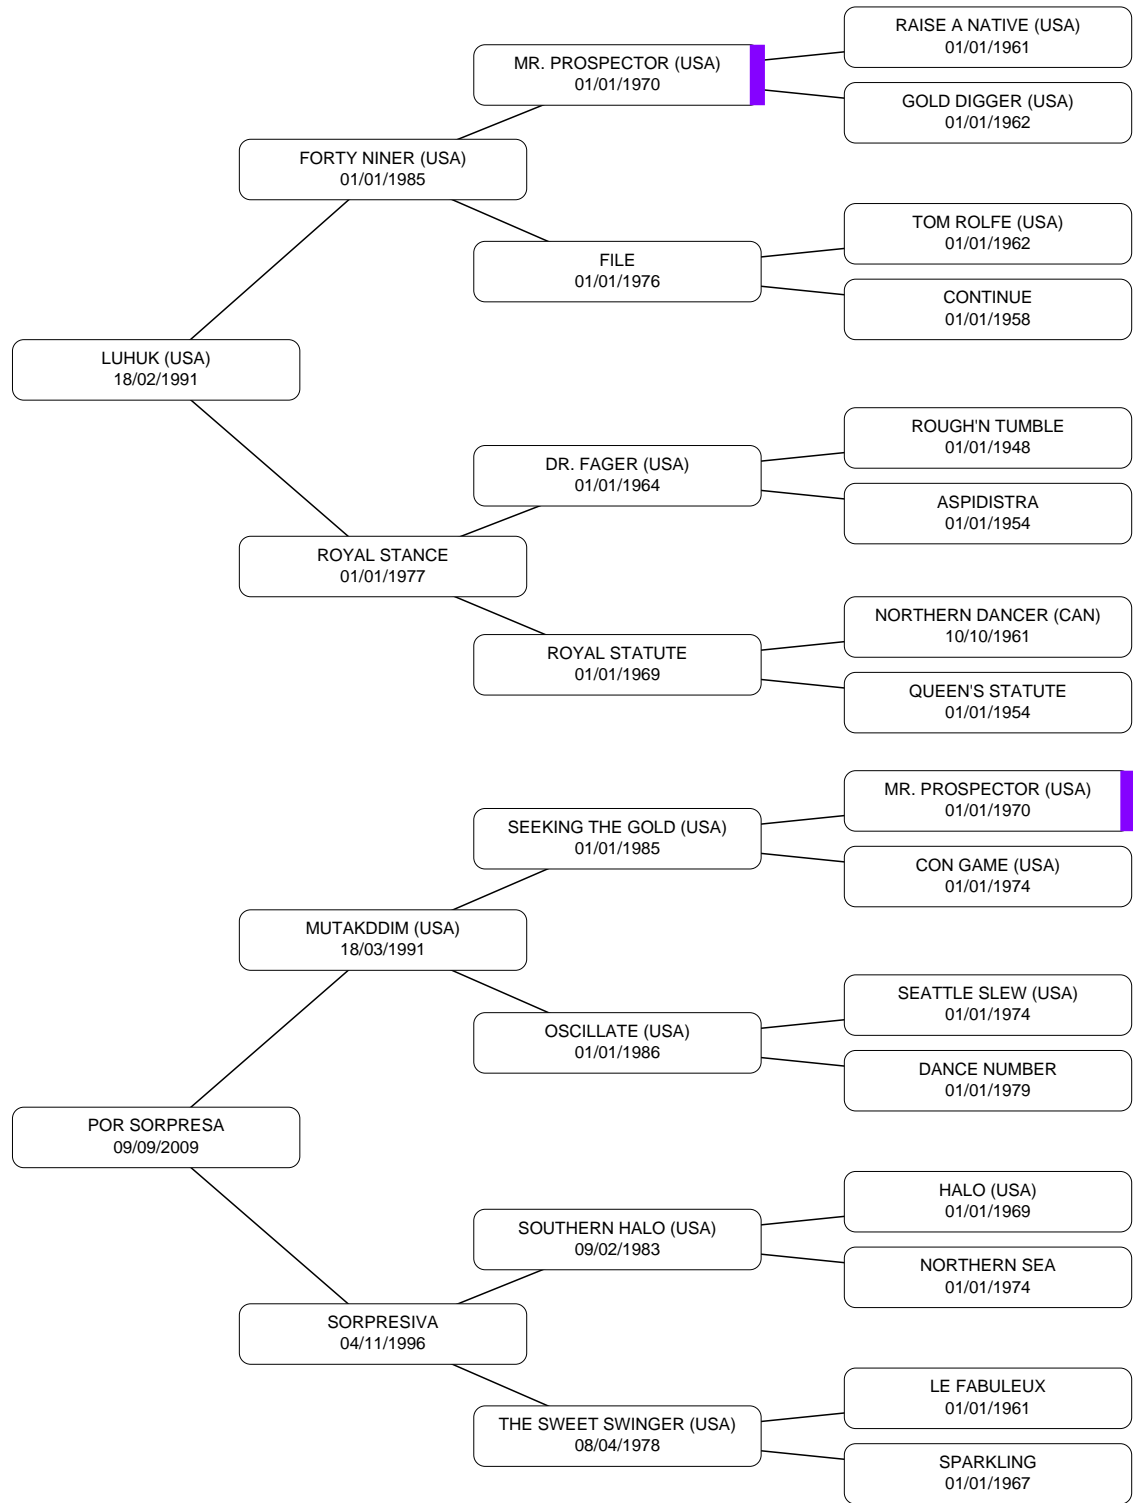 RAISE A NATIVE (USA)
01/01/1961
MR. PROSPECTOR (USA)
01/01/1970
GOLD DIGGER (USA)
01/01/1962
FORTY NINER (USA)
01/01/1985
TOM ROLFE (USA)
01/01/1962
FILE
01/01/1976
CONTINUE
01/01/1958
LUHUK (USA)
18/02/1991
ROUGH'N TUMBLE
01/01/1948
DR. FAGER (USA)
01/01/1964
ASPIDISTRA
01/01/1954
ROYAL STANCE
01/01/1977
NORTHERN DANCER (CAN)
10/10/1961
ROYAL STATUTE
01/01/1969
QUEEN'S STATUTE
01/01/1954
MR. PROSPECTOR (USA)
01/01/1970
SEEKING THE GOLD (USA)
01/01/1985
CON GAME (USA)
01/01/1974
MUTAKDDIM (USA)
18/03/1991
SEATTLE SLEW (USA)
01/01/1974
OSCILLATE (USA)
01/01/1986
DANCE NUMBER
01/01/1979
POR SORPRESA
09/09/2009
HALO (USA)
01/01/1969
SOUTHERN HALO (USA)
09/02/1983
NORTHERN SEA
01/01/1974
SORPRESIVA
04/11/1996
LE FABULEUX
01/01/1961
THE SWEET SWINGER (USA)
08/04/1978
SPARKLING
01/01/1967